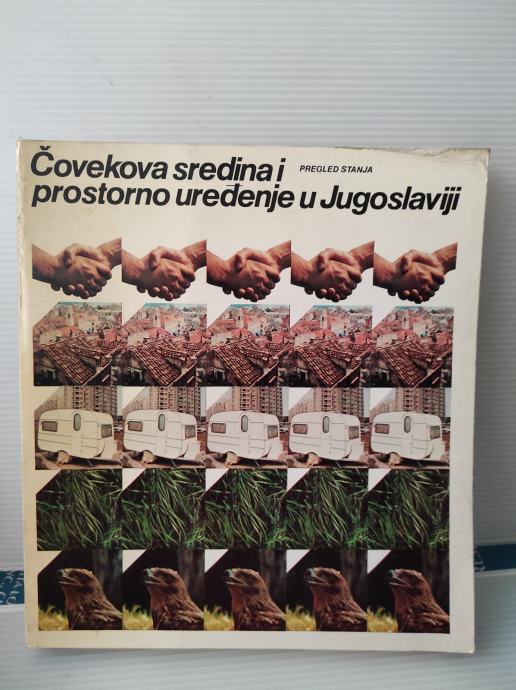 Čovekova sredina i
PREGLED STANJA
prostorno uređenje u Jugoslaviji